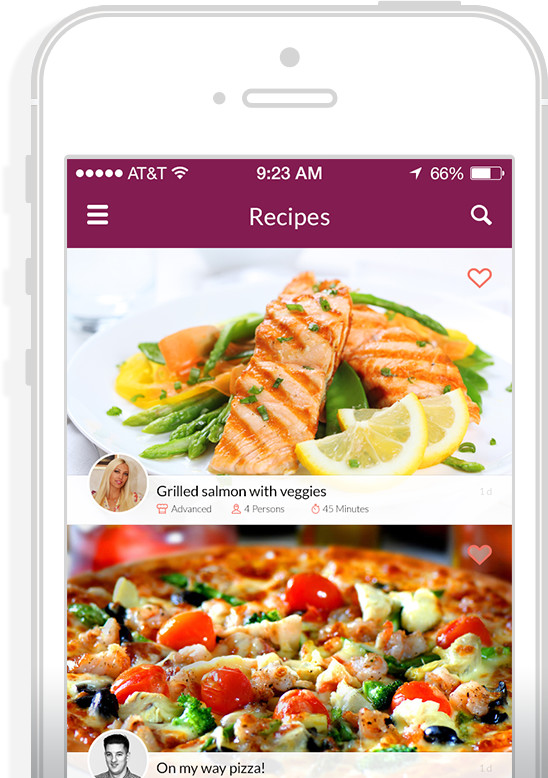 AT&T 9:23 AM 66%
Recipes
Grilled salmon with veggies 1 d
Advanced 4 Persons 45 Minutes
On my way pizza! 1 d